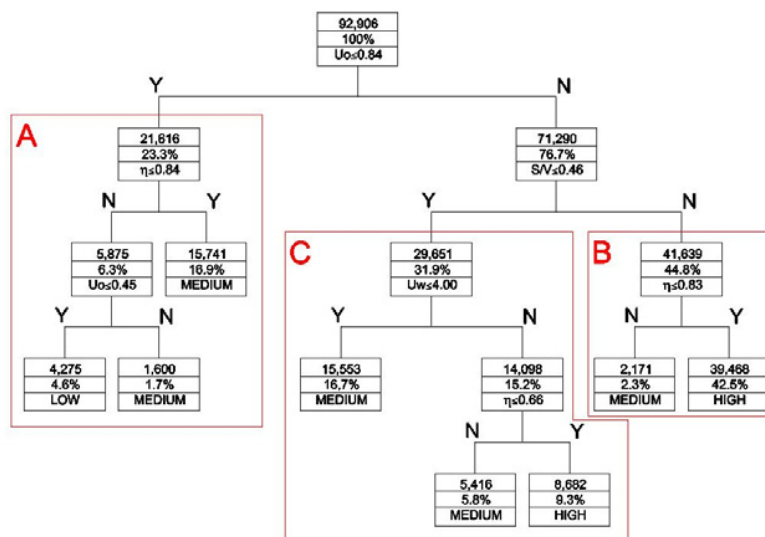 92,906
100%
Uo≤0.84
Y
N
A
21,616
23.3%
η≤0.84
71,290
76.7%
S/V≤0.46
N
Y
Y
N
5,875
6.3%
Uo≤0.45
15,741
16.9%
MEDIUM
C
29,651
31.9%
Uw≤4.00
B
41,639
44.8%
η≤0.83
Y
N
Y
N
N
Y
4,275
4.6%
LOW
1,600
1.7%
MEDIUM
15,553
16,7%
MEDIUM
14,098
15.2%
η≤0.66
2,171
2.3%
MEDIUM
39,468
42.5%
HIGH
N
Y
5,416
5.8%
MEDIUM
8,682
9.3%
HIGH